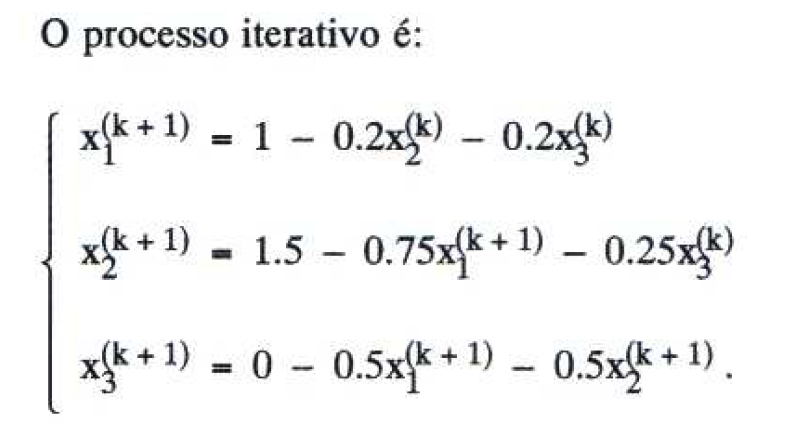 O processo iterativo é:
x₁⁽ᵏ ⁺ ¹⁾ = 1 − 0.2x₂⁽ᵏ⁾ − 0.2x₃⁽ᵏ⁾
x₂⁽ᵏ ⁺ ¹⁾ = 1.5 − 0.75x₁⁽ᵏ ⁺ ¹⁾ − 0.25x₃⁽ᵏ⁾
x₃⁽ᵏ ⁺ ¹⁾ = 0 − 0.5x₁⁽ᵏ ⁺ ¹⁾ − 0.5x₂⁽ᵏ ⁺ ¹⁾ .